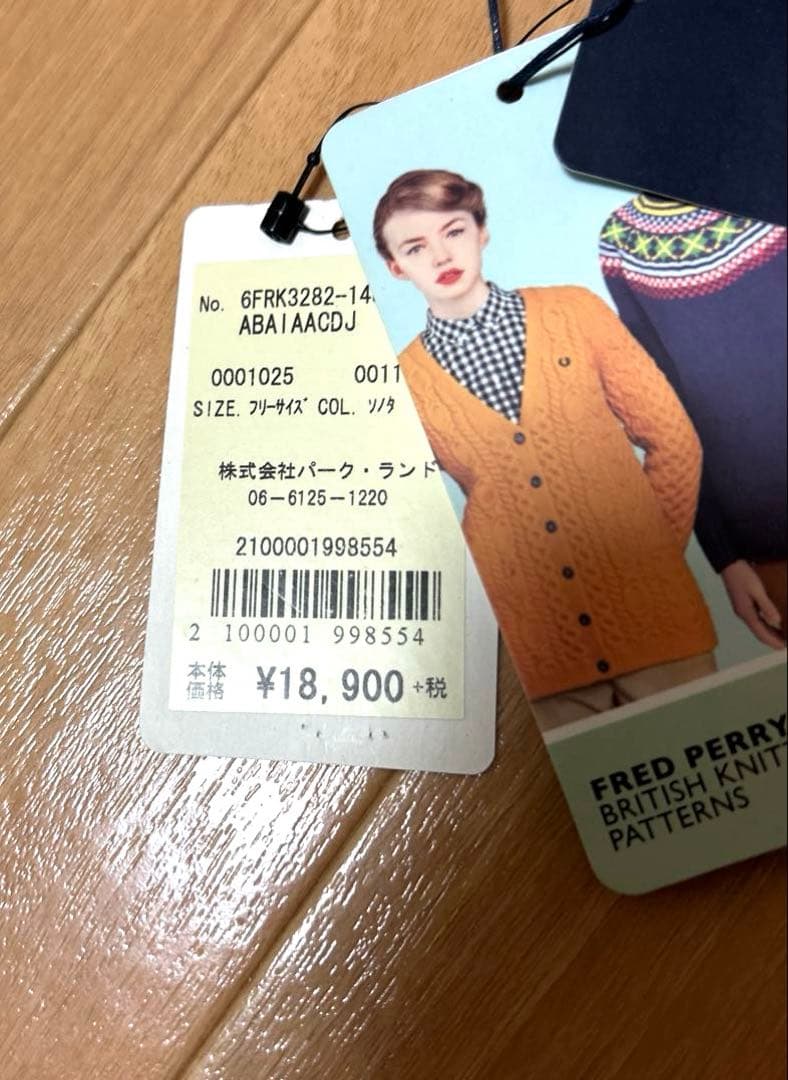 No. 6FRK3282-14
ABAIAACDJ
0001025 0011
SIZE. フリーサイズ COL. ソノタ
株式会社パーク・ランド
06-6125-1220
2100001998554
2 100001 998554
本体価格 ¥18,900+税
FRED PERRY
BRITISH KNIT
PATTERNS